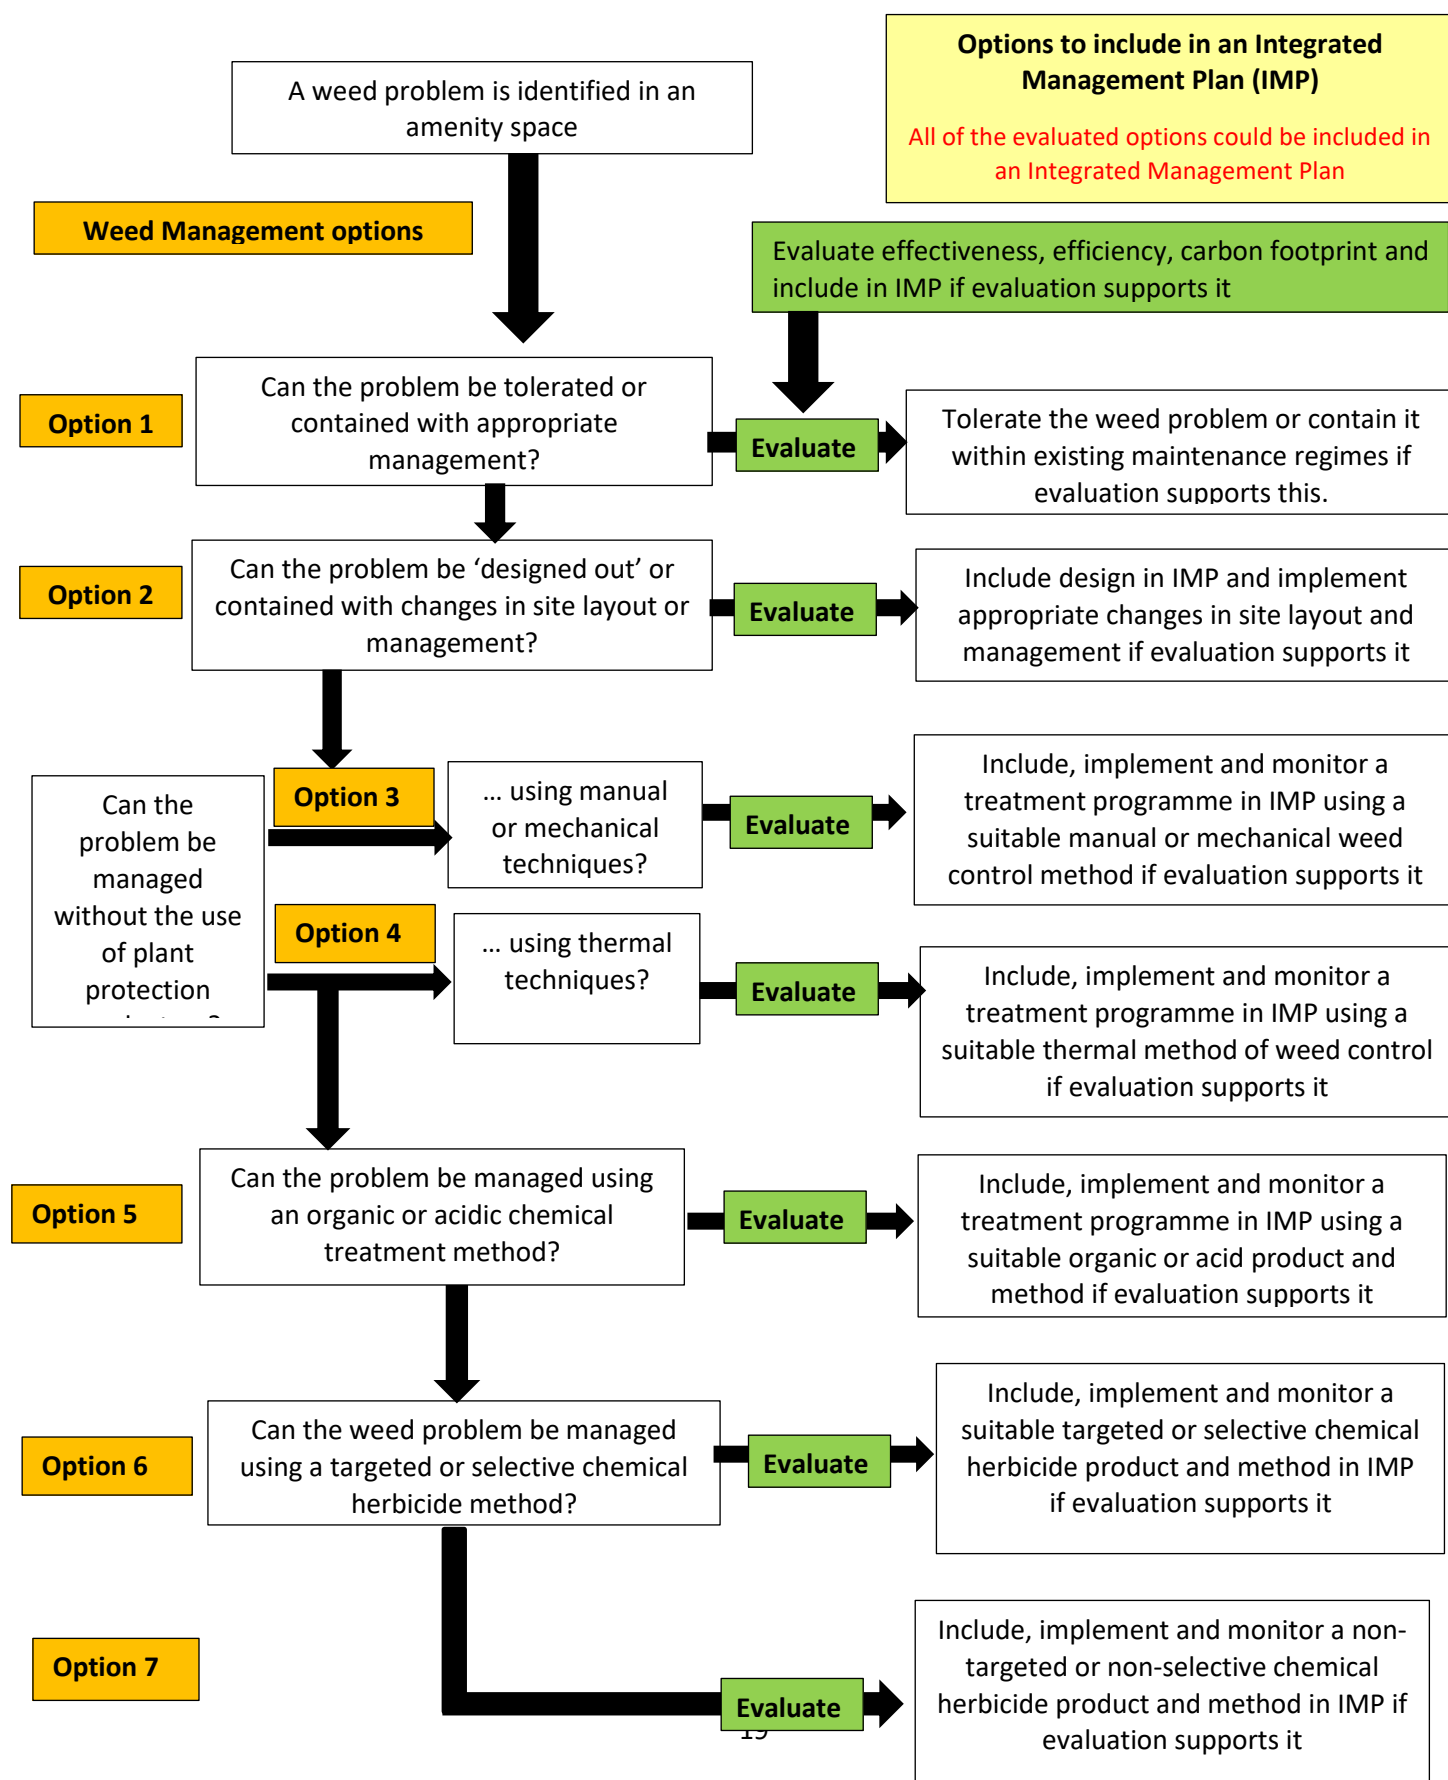 Options to include in an Integrated
Management Plan (IMP)
All of the evaluated options could be included in
an Integrated Management Plan
A weed problem is identified in an
amenity space
Weed Management options
Evaluate effectiveness, efficiency, carbon footprint and
include in IMP if evaluation supports it
Option 1
Can the problem be tolerated or
contained with appropriate
management?
Evaluate
Tolerate the weed problem or contain it
within existing maintenance regimes if
evaluation supports this.
Option 2
Can the problem be ‘designed out’ or
contained with changes in site layout or
management?
Evaluate
Include design in IMP and implement
appropriate changes in site layout and
management if evaluation supports it
Can the
problem be
managed
without the use
of plant
protection
Option 3
... using manual
or mechanical
techniques?
Evaluate
Include, implement and monitor a
treatment programme in IMP using a
suitable manual or mechanical weed
control method if evaluation supports it
Option 4
... using thermal
techniques?
Evaluate
Include, implement and monitor a
treatment programme in IMP using a
suitable thermal method of weed control
if evaluation supports it
Option 5
Can the problem be managed using
an organic or acidic chemical
treatment method?
Evaluate
Include, implement and monitor a
treatment programme in IMP using a
suitable organic or acid product and
method if evaluation supports it
Option 6
Can the weed problem be managed
using a targeted or selective chemical
herbicide method?
Evaluate
Include, implement and monitor a
suitable targeted or selective chemical
herbicide product and method in IMP
if evaluation supports it
Option 7
Evaluate
Include, implement and monitor a non-
targeted or non-selective chemical
herbicide product and method in IMP if
evaluation supports it
19